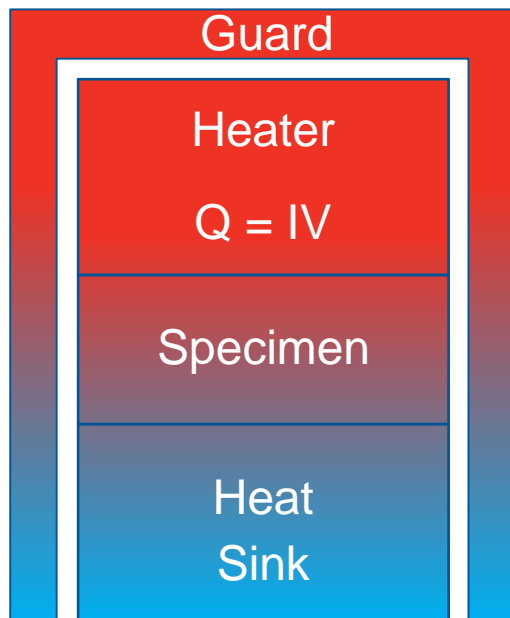 Guard
Heater
Q = IV
Specimen
Heat
Sink